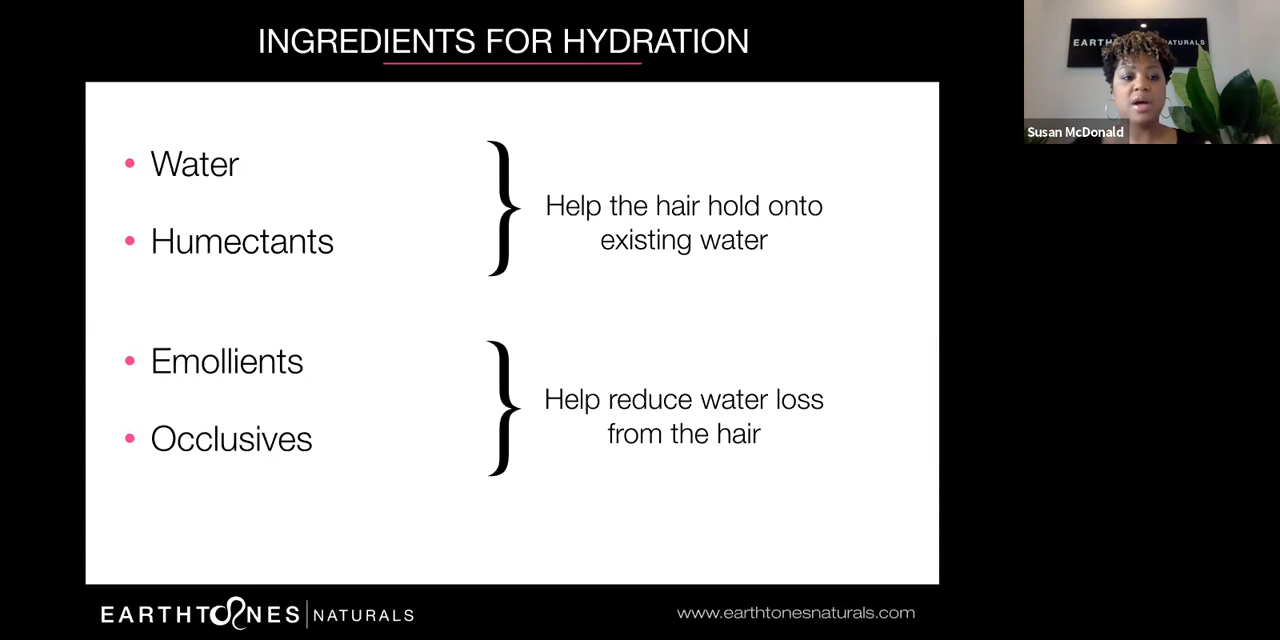 INGREDIENTS FOR HYDRATION
• Water
• Humectants
Help the hair hold onto
existing water
• Emollients
• Occlusives
Help reduce water loss
from the hair
EARTHTONES | NATURALS
www.earthtonesnaturals.com
Susan McDonald